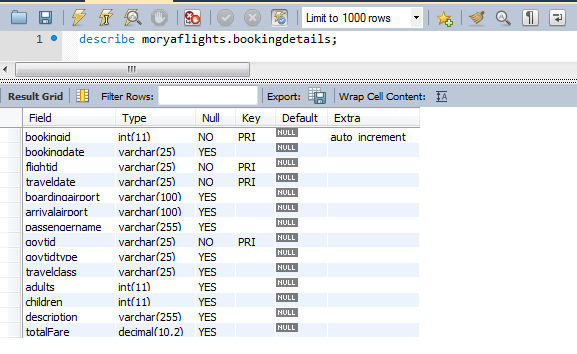 Limit to 1000 rows
1 describe moryaflights.bookingdetails;
Result Grid Filter Rows: Export: Wrap Cell Content:
Field Type Null Key Default Extra
bookingid int(11) NO PRI NULL auto_increment
bookingdate varchar(25) YES NULL
flightid varchar(25) NO PRI NULL
traveldate varchar(25) NO PRI NULL
boardingairport varchar(100) YES NULL
arrivalairport varchar(100) YES NULL
passengername varchar(255) YES NULL
govtid varchar(25) NO PRI NULL
govtidtype varchar(25) YES NULL
travelclass varchar(25) YES NULL
adults int(11) YES NULL
children int(11) YES NULL
description varchar(255) YES NULL
totalFare decimal(10,2) YES NULL